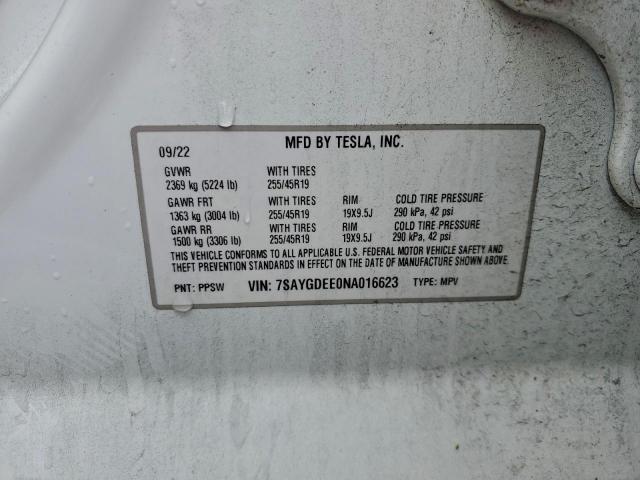 MFD BY TESLA, INC.
09/22
GVWR WITH TIRES
2369 kg (5224 lb) 255/45R19
GAWR FRT WITH TIRES RIM COLD TIRE PRESSURE
1363 kg (3004 lb) 255/45R19 19X9.5J 290 kPa, 42 psi
GAWR RR WITH TIRES RIM COLD TIRE PRESSURE
1500 kg (3306 lb) 255/45R19 19X9.5J 290 kPa, 42 psi
THIS VEHICLE CONFORMS TO ALL APPLICABLE U.S. FEDERAL MOTOR VEHICLE SAFETY AND
THEFT PREVENTION STANDARDS IN EFFECT ON THE DATE OF MANUFACTURE SHOWN ABOVE.
PNT: PPSW VIN: 7SAYGDEE0NA016623 TYPE: MPV